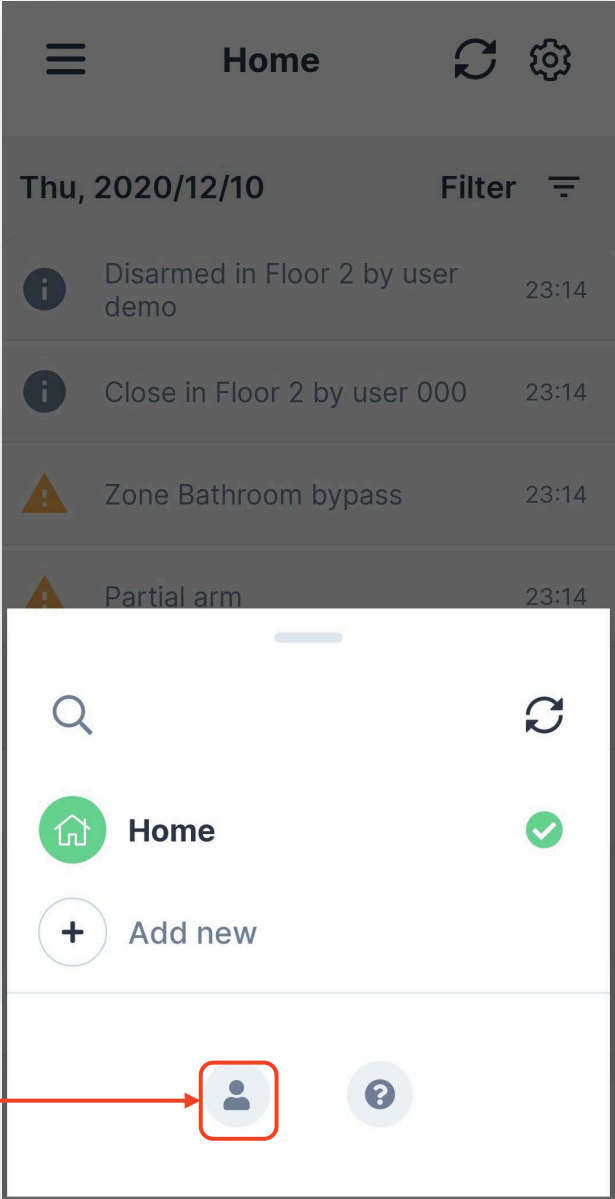 Home
Thu, 2020/12/10 Filter
Disarmed in Floor 2 by user
demo
23:14
Close in Floor 2 by user 000 23:14
Zone Bathroom bypass 23:14
Partial arm 23:14
Home
Add new